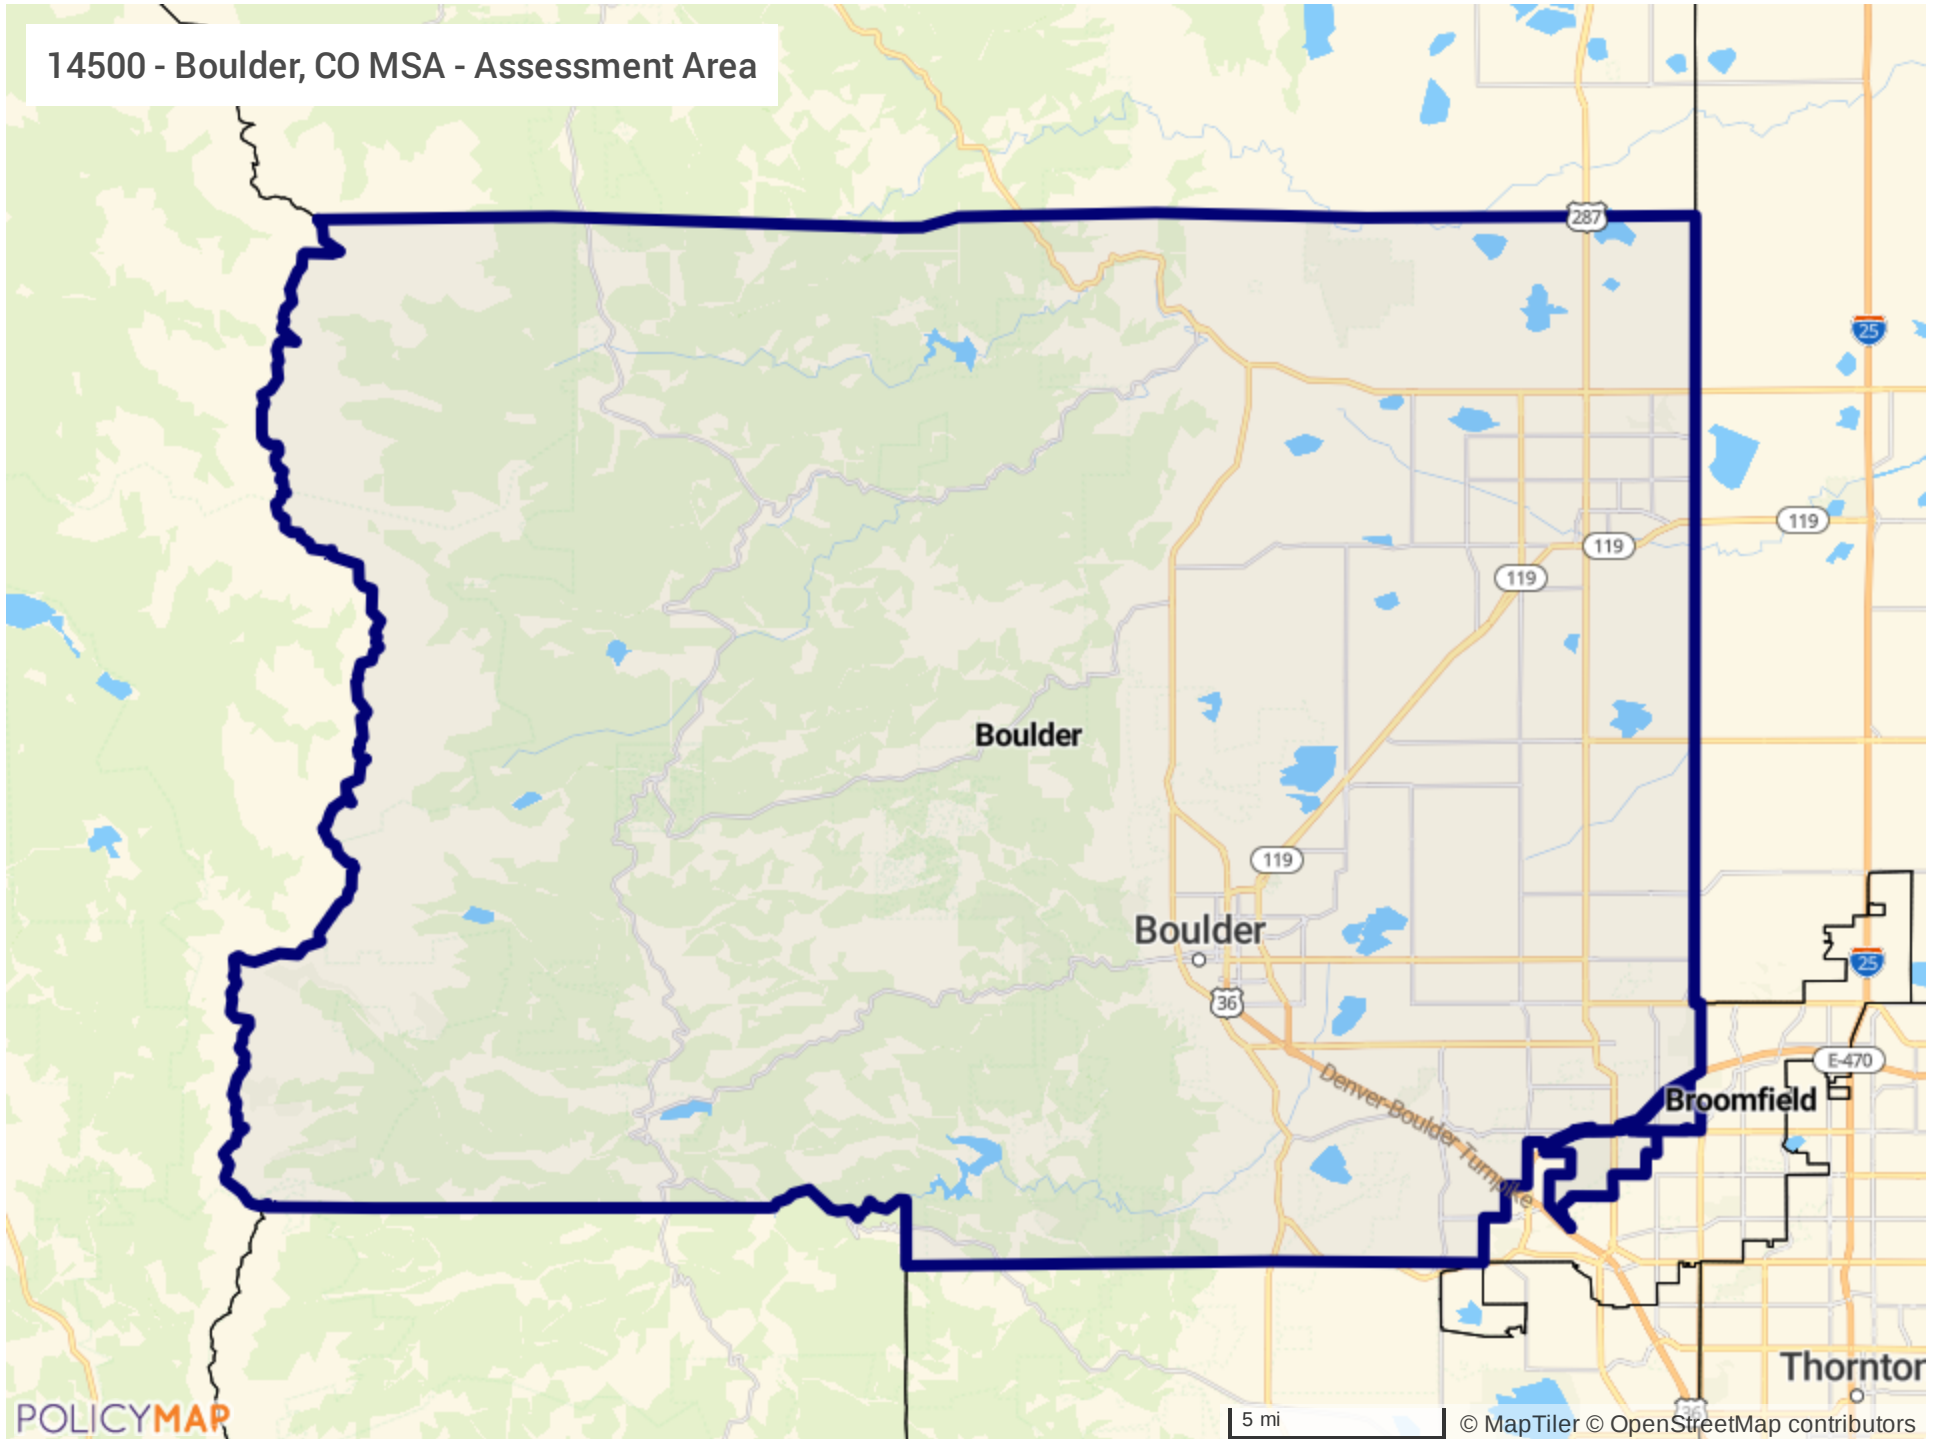 14500 - Boulder, CO MSA - Assessment Area
287
25
119
119
119
Boulder
119
Boulder
25
36
E-470
Denver-Boulder Turnpike
Broomfield
Thornton
36
POLICYMAP
5 mi
© MapTiler © OpenStreetMap contributors